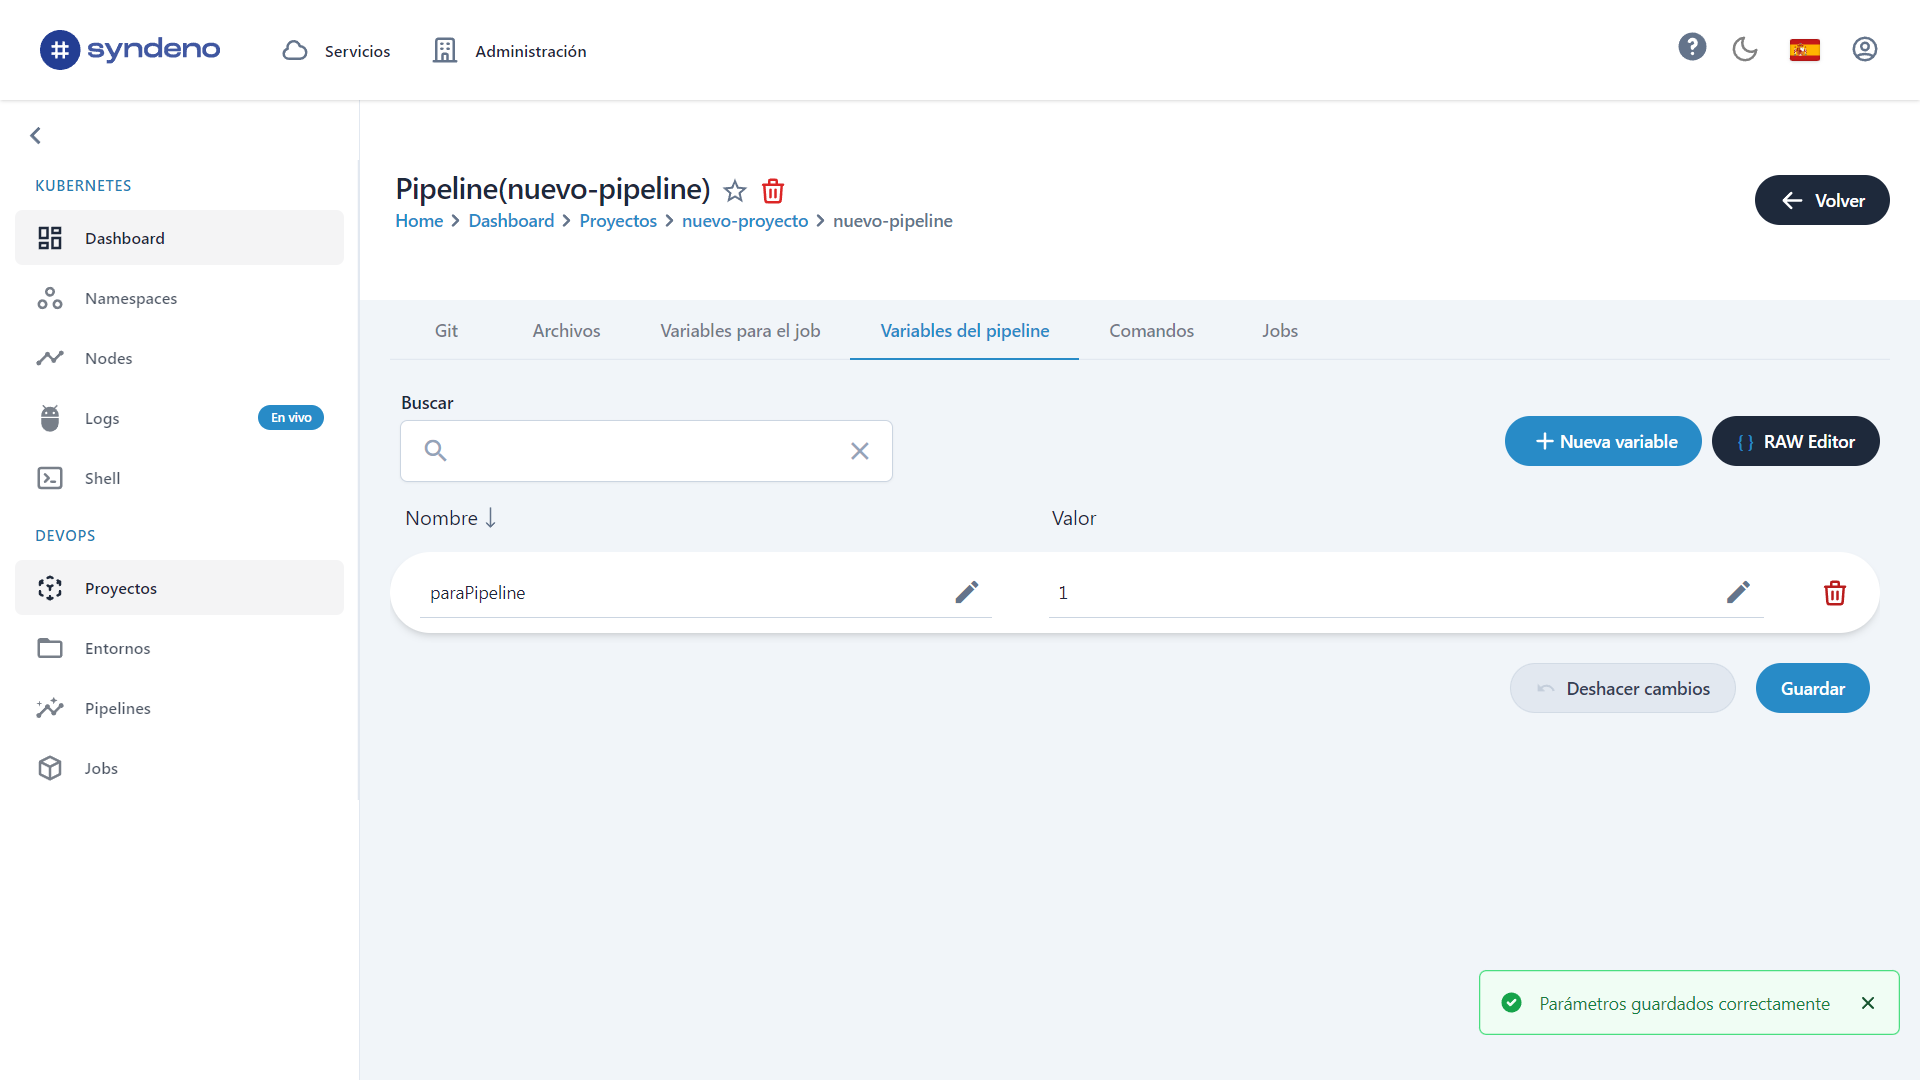 syndeno
Servicios
Administración
KUBERNETES
Dashboard
Namespaces
Nodes
Logs
En vivo
Shell
DEVOPS
Proyectos
Entornos
Pipelines
Jobs
Pipeline(nuevo-pipeline)
Home > Dashboard > Proyectos > nuevo-proyecto > nuevo-pipeline
Volver
Git
Archivos
Variables para el job
Variables del pipeline
Comandos
Jobs
Buscar
+ Nueva variable
{ } RAW Editor
Nombre
Valor
paraPipeline
1
Deshacer cambios
Guardar
Parámetros guardados correctamente